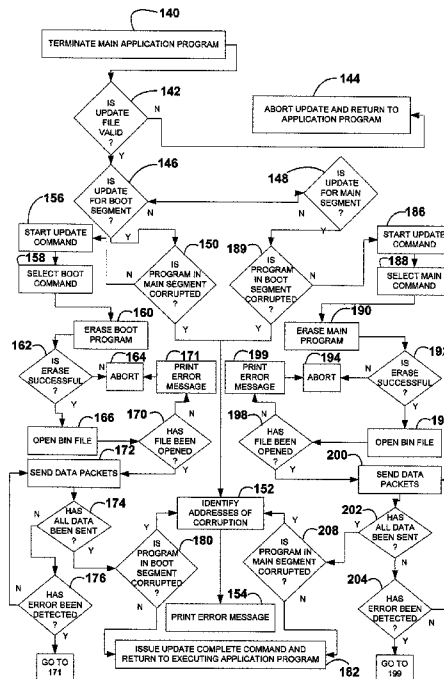 140
TERMINATE MAIN APPLICATION PROGRAM
142
IS
UPDATE
FILE
VALID
?
N
Y
144
ABORT UPDATE AND RETURN TO
APPLICATION PROGRAM
146
IS
UPDATE
FOR BOOT
SEGMENT
?
N
Y
148
IS
UPDATE
FOR MAIN
SEGMENT
?
N
Y
156
START UPDATE
COMMAND
158
SELECT BOOT
COMMAND
150
IS
PROGRAM IN
MAIN SEGMENT
CORRUPTED
?
N
Y
189
IS
PROGRAM
IN BOOT
SEGMENT
CORRUPTED
?
N
Y
186
START UPDATE
COMMAND
188
SELECT MAIN
COMMAND
160
ERASE BOOT
PROGRAM
190
ERASE MAIN
PROGRAM
162
IS
ERASE
SUCCESSFUL
?
N
Y
164
ABORT
171
PRINT
ERROR
MESSAGE
199
PRINT
ERROR
MESSAGE
194
ABORT
192
IS
ERASE
SUCCESSFUL
?
N
Y
166
OPEN BIN FILE
170
HAS
FILE BEEN
OPENED
?
N
Y
198
HAS
FILE BEEN
OPENED
?
N
Y
OPEN BIN FILE
172
SEND DATA PACKETS
200
SEND DATA
PACKETS
174
HAS
ALL DATA
BEEN SENT
?
N
Y
152
IDENTIFY
ADDRESSES OF
CORRUPTION
202
HAS
ALL DATA
BEEN SENT
?
Y
180
IS
PROGRAM
IN BOOT
SEGMENT
CORRUPTED
?
Y
N
208
IS
PROGRAM IN
MAIN SEGMENT
CORRUPTED
?
Y
N
176
HAS
ERROR BEEN
DETECTED
?
N
Y
204
HAS
ERROR BEEN
DETECTED
?
Y
154
PRINT ERROR MESSAGE
GO TO
171
ISSUE UPDATE COMPLETE COMMAND AND
RETURN TO EXECUTING APPLICATION PROGRAM
182
GO TO
199